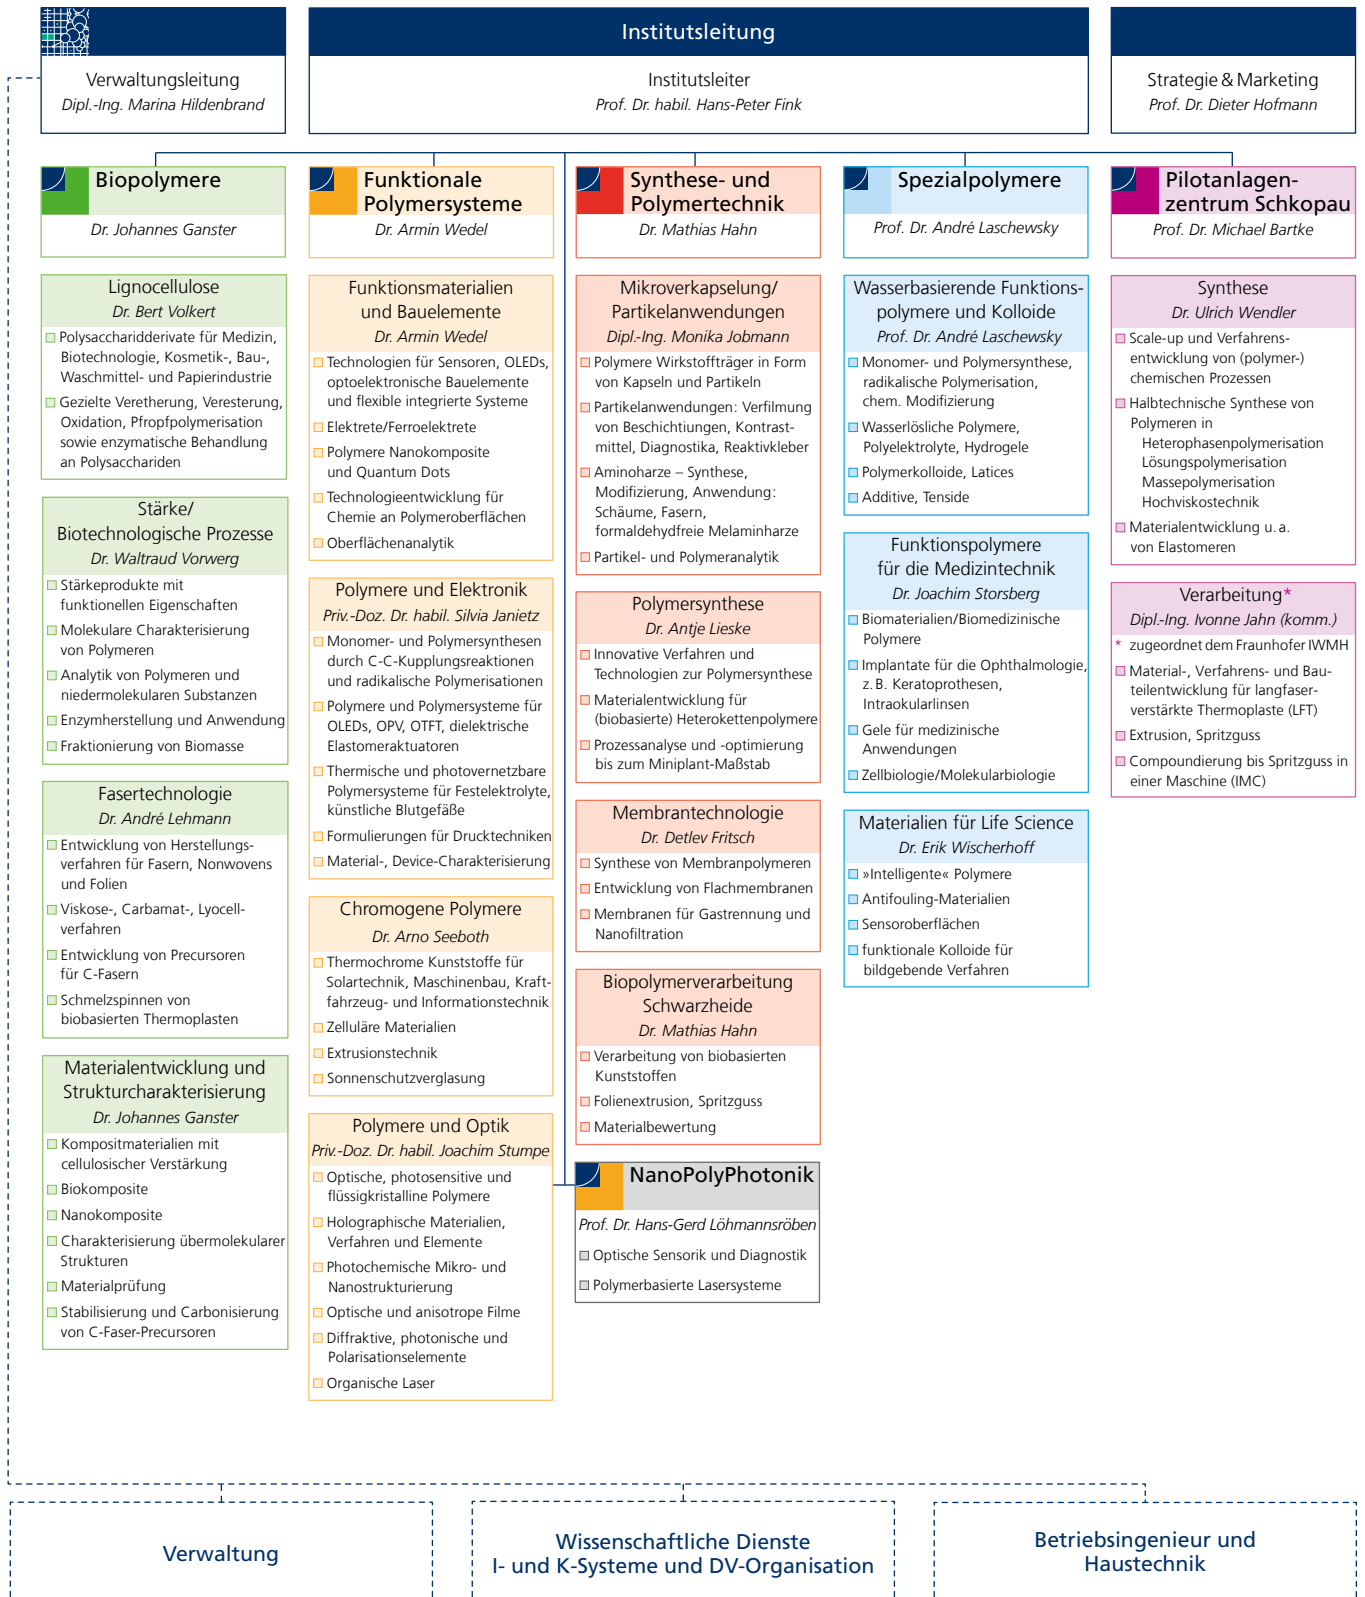 Institutsleitung
Verwaltungsleitung
Dipl.-Ing. Marina Hildenbrand
Institutsleiter
Prof. Dr. habil. Hans-Peter Fink
Strategie & Marketing
Prof. Dr. Dieter Hofmann
Biopolymere
Dr. Johannes Ganster
Lignocellulose
Dr. Bert Volkert
Polysaccharidderivate für Medizin,
Biotechnologie, Kosmetik-, Bau-,
Waschmittel- und Papierindustrie
Gezielte Veretherung, Veresterung,
Oxidation, Pfropfpolymerisation
sowie enzymatische Behandlung
an Polysacchariden
Stärke/
Biotechnologische Prozesse
Dr. Waltraud Vorwerg
Stärkeprodukte mit
funktionellen Eigenschaften
Molekulare Charakterisierung
von Polymeren
Analytik von Polymeren und
niedermolekularen Substanzen
Enzymherstellung und Anwendung
Fraktionierung von Biomasse
Fasertechnologie
Dr. André Lehmann
Entwicklung von Herstellungs-
verfahren für Fasern, Nonwovens
und Folien
Viskose-, Carbamat-, Lyocell-
verfahren
Entwicklung von Precursoren
für C-Fasern
Schmelzspinnen von
biobasierten Thermoplasten
Materialentwicklung und
Strukturcharakterisierung
Dr. Johannes Ganster
Kompositmaterialien mit
cellulosischer Verstärkung
Biokomposite
Nanokomposite
Charakterisierung übermolekularer
Strukturen
Materialprüfung
Stabilisierung und Carbonisierung
von C-Faser-Precursoren
Funktionale
Polymersysteme
Dr. Armin Wedel
Funktionsmaterialien
und Bauelemente
Dr. Armin Wedel
Technologien für Sensoren, OLEDs,
optoelektronische Bauelemente
und flexible integrierte Systeme
Elektrete/Ferroelektrete
Polymere Nanokomposite
und Quantum Dots
Technologieentwicklung für
Chemie an Polymeroberflächen
Oberflächenanalytik
Polymere und Elektronik
Priv.-Doz. Dr. habil. Silvia Janietz
Monomer- und Polymersynthesen
durch C-C-Kupplungsreaktionen
und radikalische Polymerisationen
Polymere und Polymersysteme für
OLEDs, OPV, OTFT, dielektrische
Elastomeraktuatoren
Thermische und photovernetzbare
Polymersysteme für Festelektrolyte,
künstliche Blutgefäße
Formulierungen für Drucktechniken
Material-, Device-Charakterisierung
Chromogene Polymere
Dr. Arno Seeboth
Thermochrome Kunststoffe für
Solartechnik, Maschinenbau, Kraft-
fahrzeug- und Informationstechnik
Zelluläre Materialien
Extrusionstechnik
Sonnenschutzverglasung
Polymere und Optik
Priv.-Doz. Dr. habil. Joachim Stumpe
Optische, photosensitive und
flüssigkristalline Polymere
Holographische Materialien,
Verfahren und Elemente
Photochemische Mikro- und
Nanostrukturierung
Optische und anisotrope Filme
Diffraktive, photonische und
Polarisationselemente
Organische Laser
Synthese- und
Polymertechnik
Dr. Mathias Hahn
Mikroverkapselung/
Partikelanwendungen
Dipl.-Ing. Monika Jobmann
Polymere Wirkstoffträger in Form
von Kapseln und Partikeln
Partikelanwendungen: Verfilmung
von Beschichtiungen, Kontrast-
mittel, Diagnostika, Reaktivkleber
Aminoharze – Synthese,
Modifizierung, Anwendung:
Schäume, Fasern,
formaldehydfreie Melaminharze
Partikel- und Polymeranalytik
Polymersynthese
Dr. Antje Lieske
Innovative Verfahren und
Technologien zur Polymersynthese
Materialentwicklung für
(biobasierte) Heterokettenpolymere
Prozessanalyse und -optimierung
bis zum Miniplant-Maßstab
Membrantechnologie
Dr. Detlev Fritsch
Synthese von Membranpolymeren
Entwicklung von Flachmembranen
Membranen für Gastrennung und
Nanofiltration
Biopolymerverarbeitung
Schwarzheide
Dr. Mathias Hahn
Verarbeitung von biobasierten
Kunststoffen
Folienextrusion, Spritzguss
Materialbewertung
NanoPolyPhotonik
Prof. Dr. Hans-Gerd Löhmannsröben
Optische Sensorik und Diagnostik
Polymerbasierte Lasersysteme
Spezialpolymere
Prof. Dr. André Laschewsky
Wasserbasierende Funktions-
polymere und Kolloide
Prof. Dr. André Laschewsky
Monomer- und Polymersynthese,
radikalische Polymerisation,
chem. Modifizierung
Wasserlösliche Polymere,
Polyelektrolyte, Hydrogele
Polymerkolloide, Latices
Additive, Tenside
Funktionspolymere
für die Medizintechnik
Dr. Joachim Storsberg
Biomaterialien/Biomedizinische
Polymere
Implantate für die Ophthalmologie,
z.B. Keratoprothesen,
Intraokularlinsen
Gele für medizinische
Anwendungen
Zellbiologie/Molekularbiologie
Materialien für Life Science
Dr. Erik Wischerhoff
»Intelligente« Polymere
Antifouling-Materialien
Sensoroberflächen
funktionale Kolloide für
bildgebende Verfahren
Pilotanlagen-
zentrum Schkopau
Prof. Dr. Michael Bartke
Synthese
Dr. Ulrich Wendler
Scale-up und Verfahrens-
entwicklung von (polymer-)
chemischen Prozessen
Halbtechnische Synthese von
Polymeren in
Heterophasenpolymerisation
Lösungspolymerisation
Massepolymerisation
Hochviskostechnik
Materialentwicklung u. a.
von Elastomeren
Verarbeitung*
Dipl.-Ing. Ivonne Jahn (komm.)
* zugeordnet dem Fraunhofer IWMH
Material-, Verfahrens- und Bau-
teilentwicklung für langfaser-
verstärkte Thermoplaste (LFT)
Extrusion, Spritzguss
Compoundierung bis Spritzguss in
einer Maschine (IMC)
Verwaltung
Wissenschaftliche Dienste
I- und K-Systeme und DV-Organisation
Betriebsingenieur und
Haustechnik